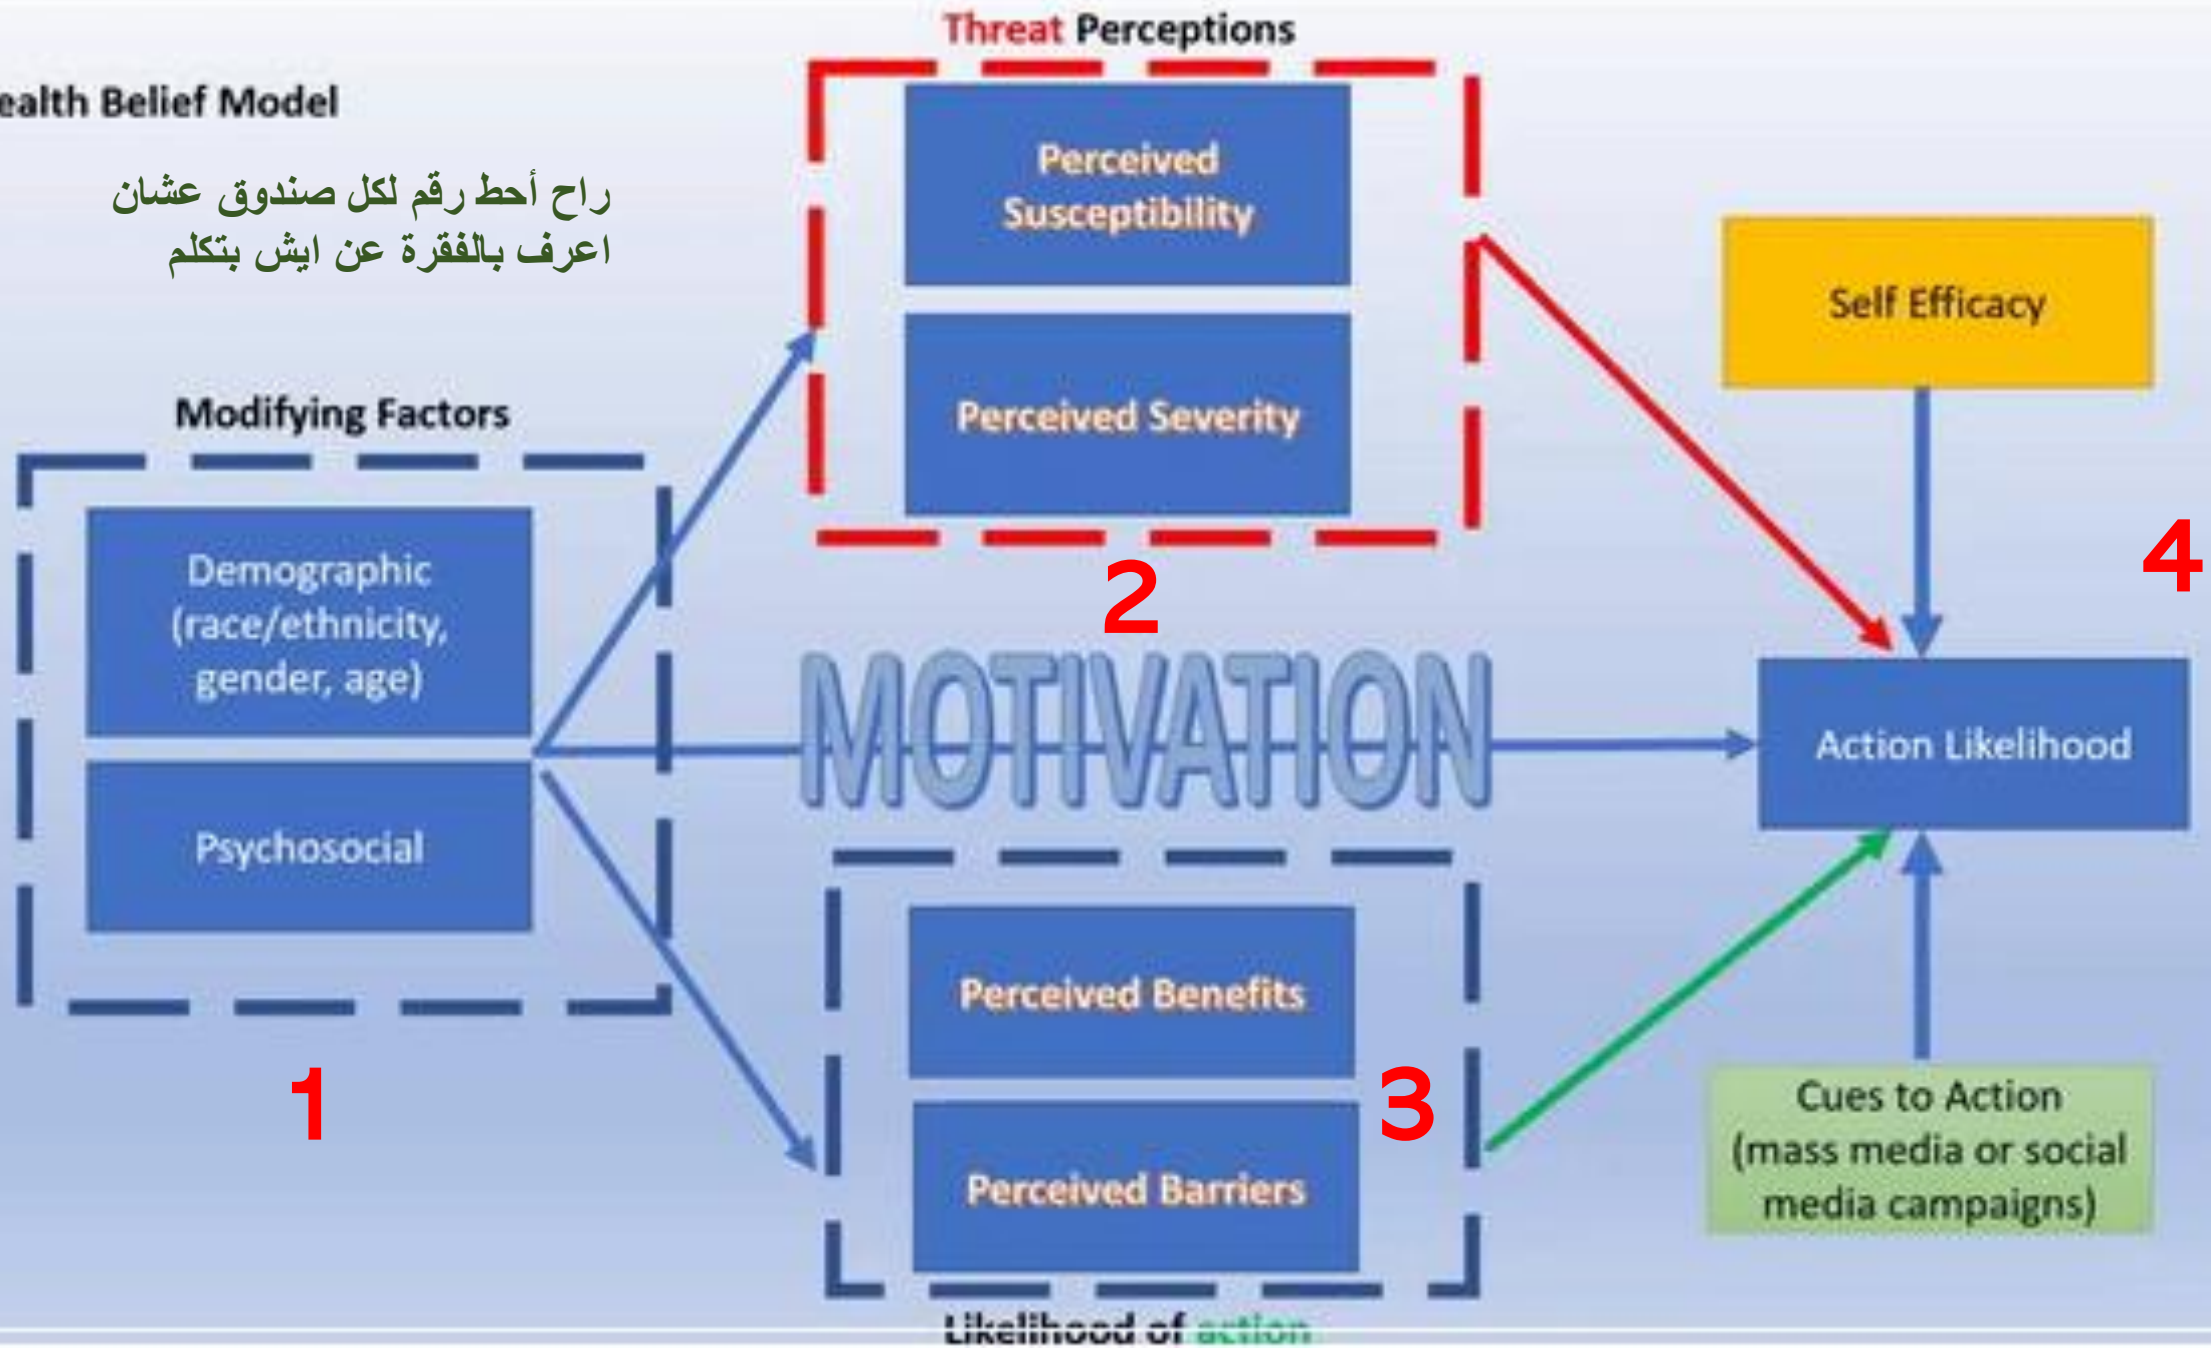 Threat Perceptions
ealth Belief Model
راح أحط رقم لكل صندوق عشان
اعرف بالفقرة عن ايش بتكلم
Perceived
Susceptibility
Perceived Severity
2
Self Efficacy
4
Modifying Factors
Demographic
(race/ethnicity,
gender, age)
Psychosocial
1
MOTIVATION
Action Likelihood
Perceived Benefits
Perceived Barriers
3
Likelihood of action
Cues to Action
(mass media or social
media campaigns)